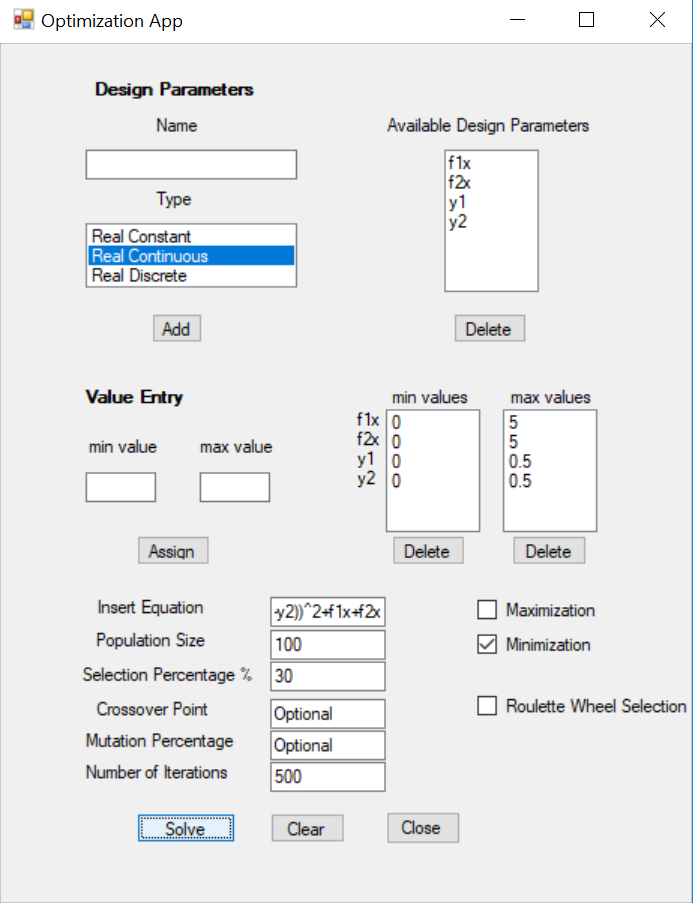 Optimization App
Design Parameters
Name
Available Design Parameters
f1x
f2x
y1
y2
Type
Real Constant
Real Continuous
Real Discrete
Add
Delete
Value Entry
min values
max values
min value
max value
f1x 0 5
f2x 0 5
y1 0 0.5
y2 0 0.5
Assign
Delete
Delete
Insert Equation
-y2))^2+f1x+f2x
Maximization
Population Size
100
Minimization
Selection Percentage %
30
Crossover Point
Optional
Roulette Wheel Selection
Mutation Percentage
Optional
Number of Iterations
500
Solve
Clear
Close